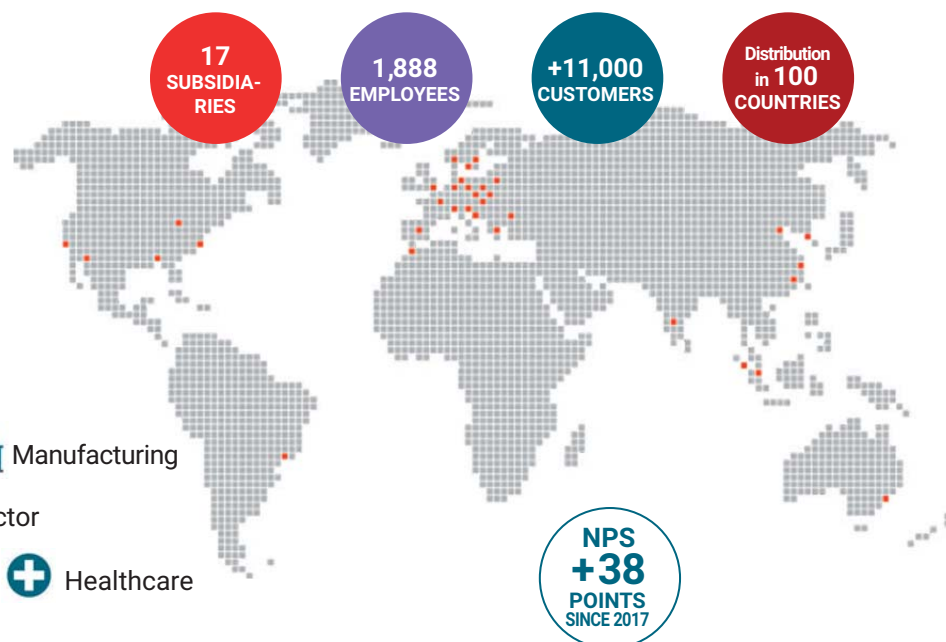 17
SUBSIDIA-
RIES
1,888
EMPLOYEES
+11,000
CUSTOMERS
Distribution
in 100
COUNTRIES
Manufacturing
ctor
Healthcare
NPS
+38
POINTS
SINCE 2017